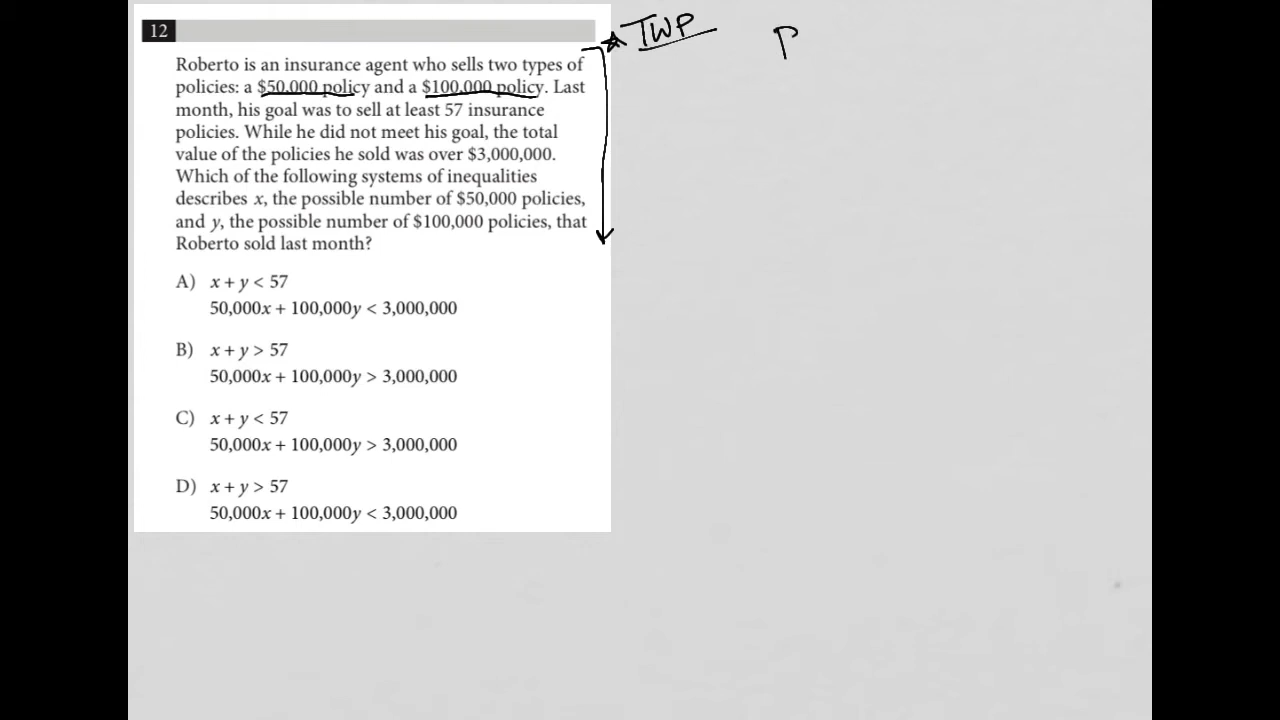 12
TWP
Roberto is an insurance agent who sells two types of
policies: a $50,000 policy and a $100,000 policy. Last
month, his goal was to sell at least 57 insurance
policies. While he did not meet his goal, the total
value of the policies he sold was over $3,000,000.
Which of the following systems of inequalities
describes x, the possible number of $50,000 policies,
and y, the possible number of $100,000 policies, that
Roberto sold last month?
A) x + y < 57
50,000x + 100,000y < 3,000,000
B) x + y > 57
50,000x + 100,000y > 3,000,000
C) x + y < 57
50,000x + 100,000y > 3,000,000
D) x + y > 57
50,000x + 100,000y < 3,000,000